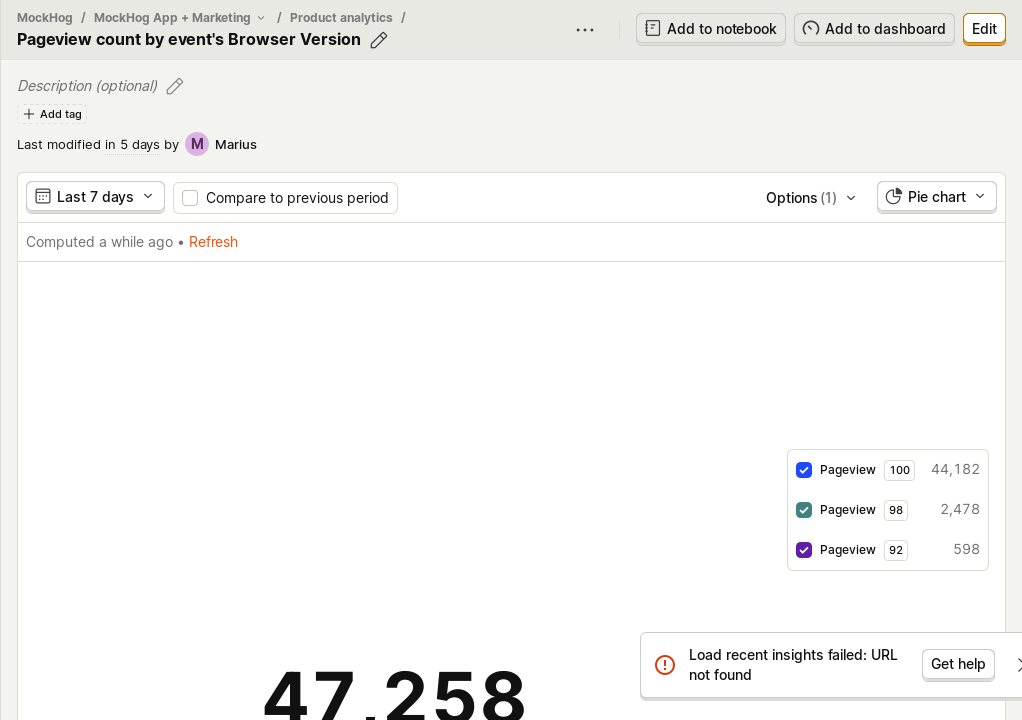 MockHog / MockHog App + Marketing / Product analytics /
Pageview count by event's Browser Version
Add to notebook
Add to dashboard
Edit
Description (optional)
Add tag
Last modified in 5 days by M Marius
Last 7 days
Compare to previous period
Options (1)
Pie chart
Computed a while ago • Refresh
Pageview 100 44,182
Pageview 98 2,478
Pageview 92 598
Load recent insights failed: URL
not found
Get help
47,258